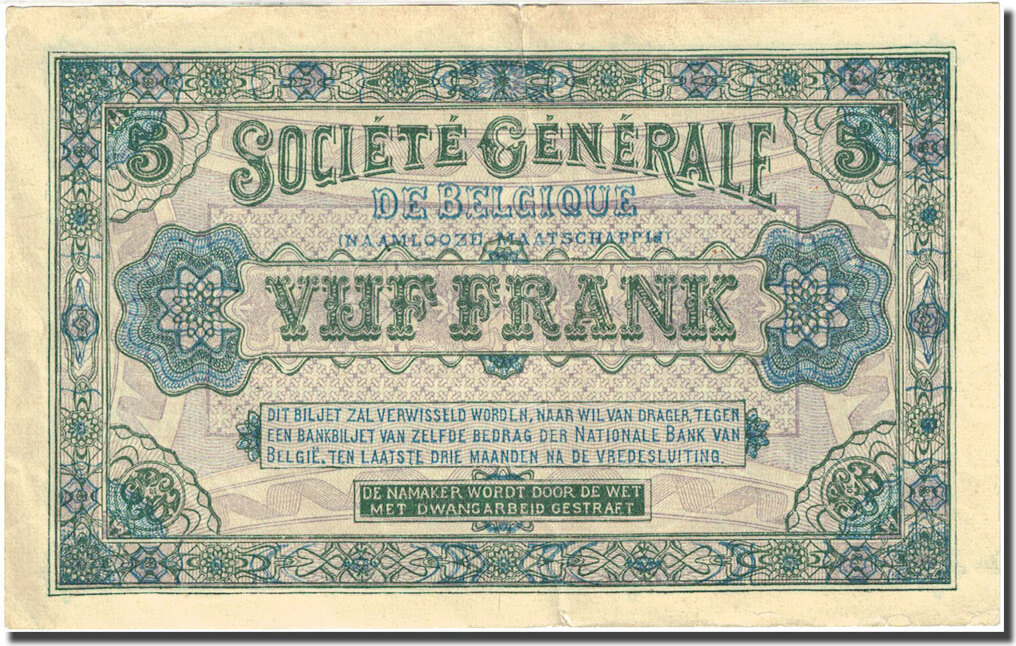 5 SOCIÉTÉ GÉNÉRALE 5
DE BELGIQUE
(NAAMLOOZE MAATSCHAPPIJ)
VIJF FRANK
DIT BILJET ZAL VERWISSELD WORDEN, NAAR WIL VAN DRAGER, TEGEN
EEN BANKBILJET VAN ZELFDE BEDRAG DER NATIONALE BANK VAN
BELGIË, TEN LAATSTE DRIE MAANDEN NA DE VREDESLUITING.
DE NAMAKER WORDT DOOR DE WET
MET DWANGARBEID GESTRAFT